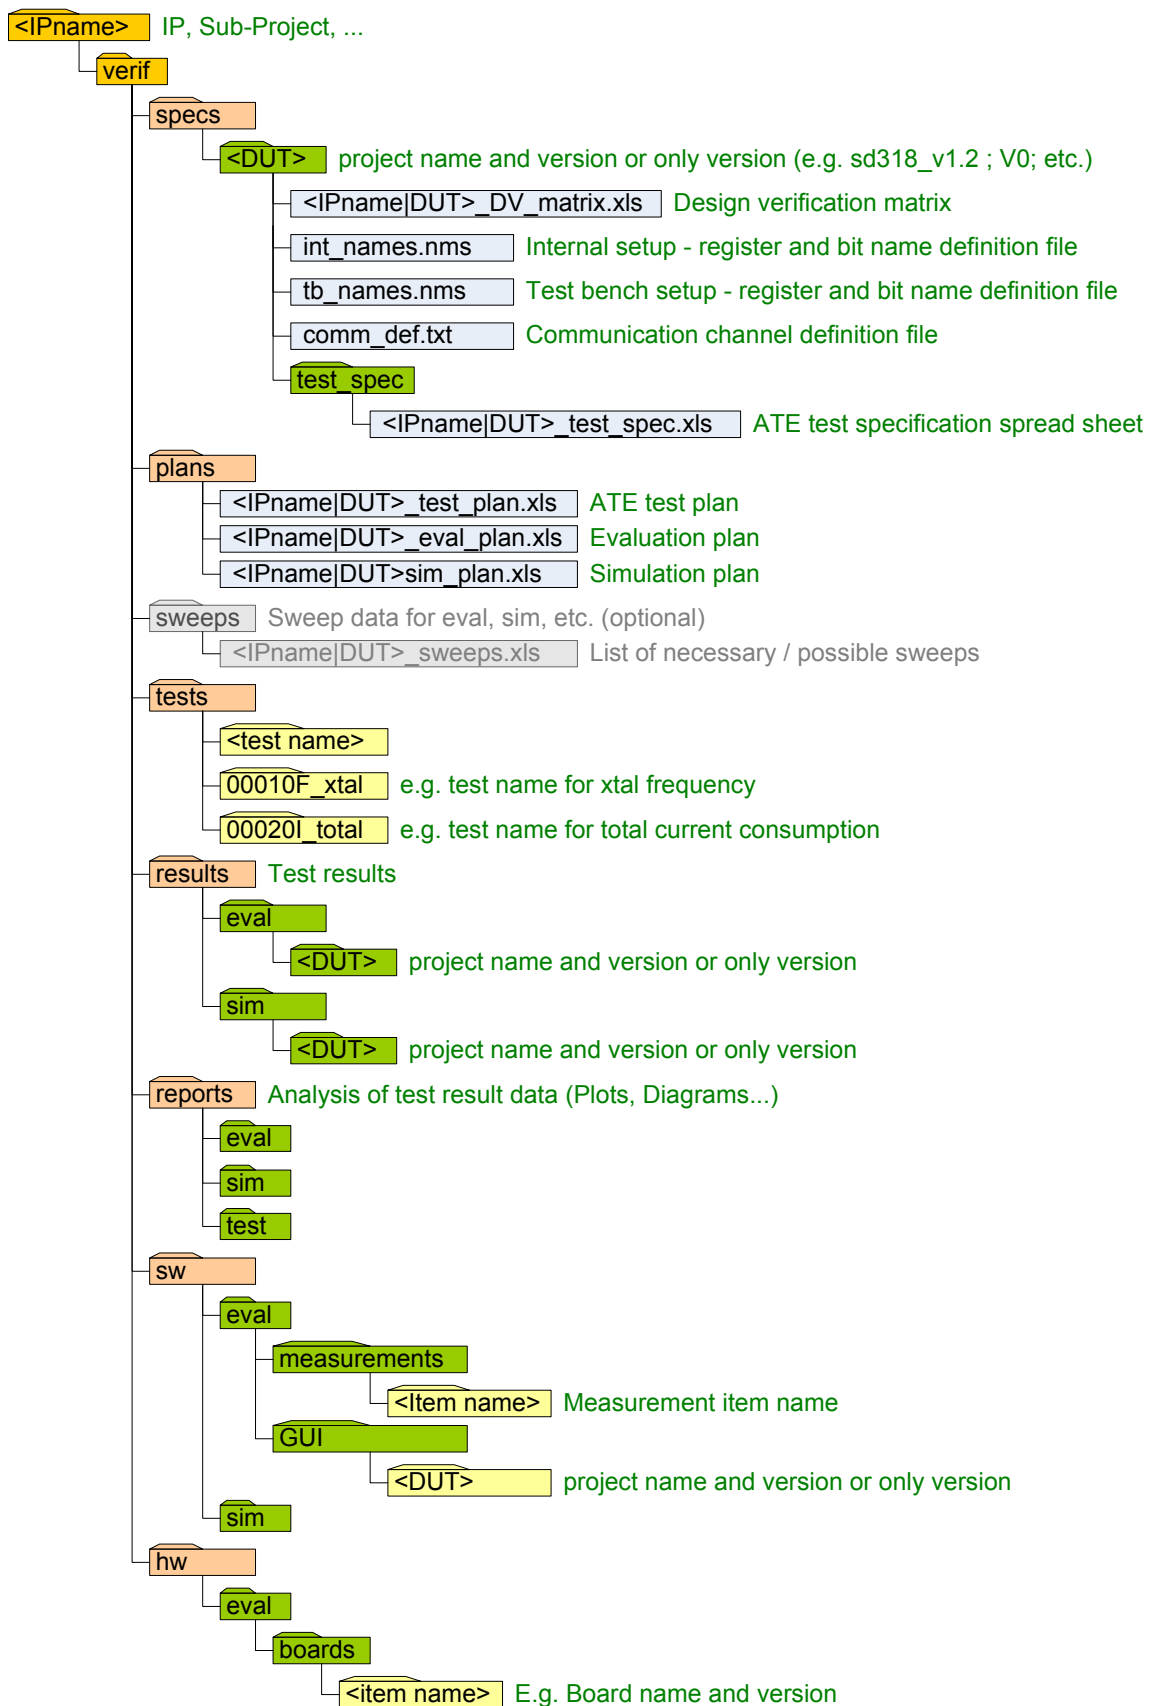 <IPname> IP, Sub-Project, ...
verif
specs
<DUT> project name and version or only version (e.g. sd318_v1.2 ; V0; etc.)
<IPname|DUT>_DV_matrix.xls Design verification matrix
int_names.nms Internal setup - register and bit name definition file
tb_names.nms Test bench setup - register and bit name definition file
comm_def.txt Communication channel definition file
test_spec
<IPname|DUT>_test_spec.xls ATE test specification spread sheet
plans
<IPname|DUT>_test_plan.xls ATE test plan
<IPname|DUT>_eval_plan.xls Evaluation plan
<IPname|DUT>sim_plan.xls Simulation plan
sweeps Sweep data for eval, sim, etc. (optional)
<IPname|DUT>_sweeps.xls List of necessary / possible sweeps
tests
<test name>
00010F_xtal e.g. test name for xtal frequency
00020I_total e.g. test name for total current consumption
results Test results
eval
<DUT> project name and version or only version
sim
<DUT> project name and version or only version
reports Analysis of test result data (Plots, Diagrams...)
eval
sim
test
sw
eval
measurements
<Item name> Measurement item name
GUI
<DUT> project name and version or only version
sim
hw
eval
boards
<item name> E.g. Board name and version